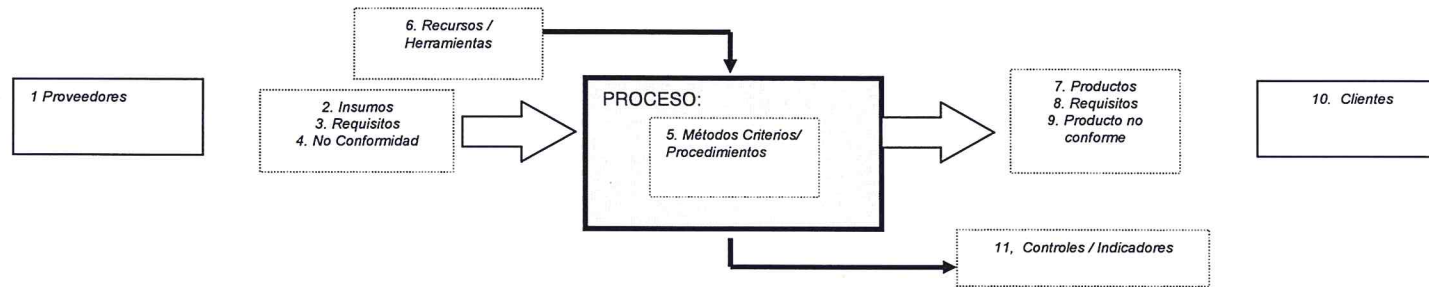 6. Recursos /
Herramientas
1 Proveedores
2. Insumos
3. Requisitos
4. No Conformidad
PROCESO:
5. Métodos Criterios/
Procedimientos
7. Productos
8. Requisitos
9. Producto no
conforme
10. Clientes
11, Controles / Indicadores